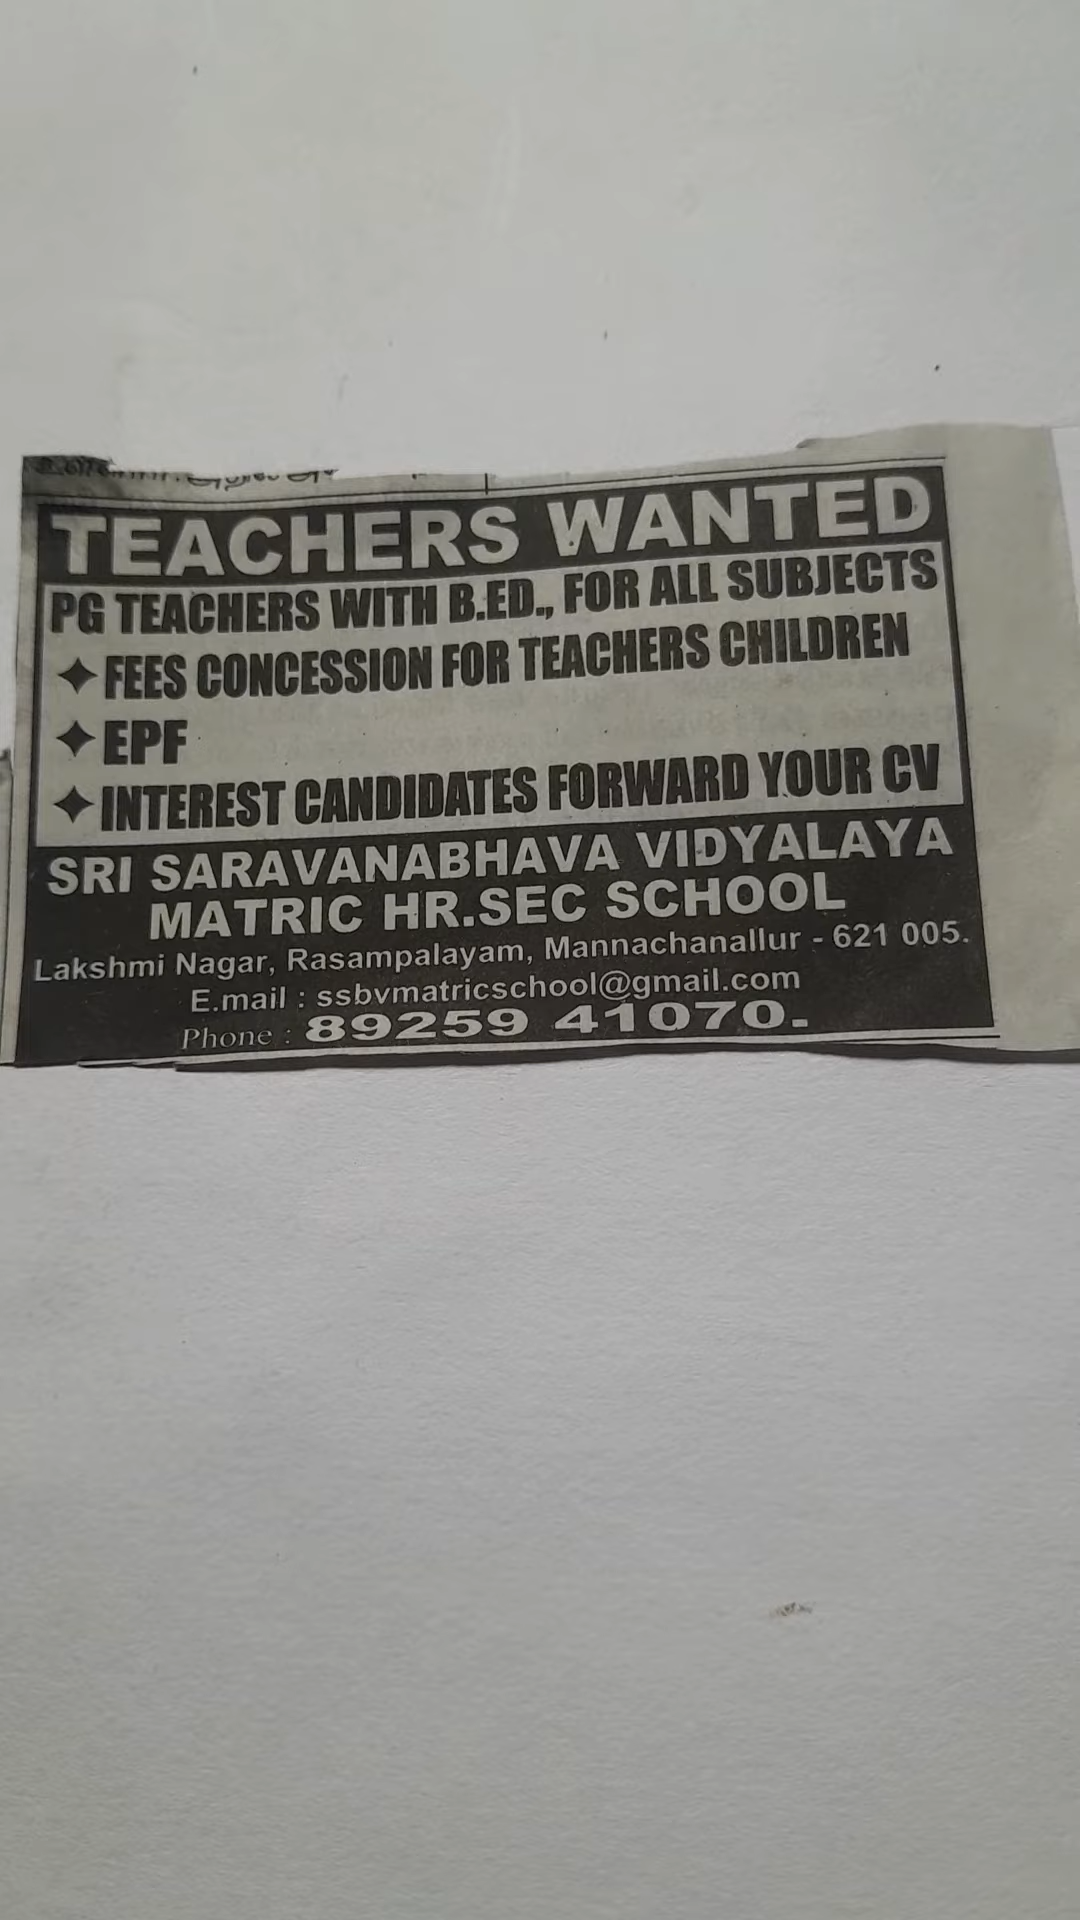 TEACHERS WANTED
PG TEACHERS WITH B.ED., FOR ALL SUBJECTS
✦ FEES CONCESSION FOR TEACHERS CHILDREN
✦ EPF
✦ INTEREST CANDIDATES FORWARD YOUR CV
SRI SARAVANABHAVA VIDYALAYA
MATRIC HR.SEC SCHOOL
Lakshmi Nagar, Rasampalayam, Mannachanallur - 621 005.
E.mail : ssbvmatricschool@gmail.com
Phone : 89259 41070.